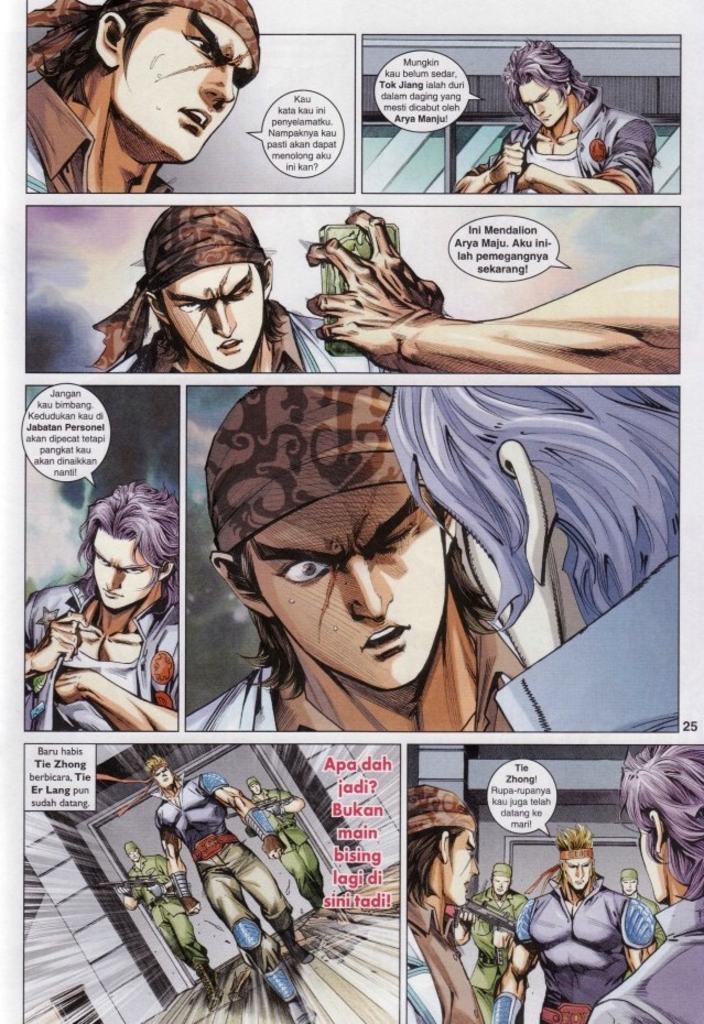 Kau
kata kau ini
penyelamatku.
Nampaknya kau
pasti akan dapat
menolong aku
ini kan?
Mungkin
kau belum sedar,
Tok Jiang ialah duri
dalam daging yang
mesti dicabut oleh
Arya Manju!
Ini Mendalion
Arya Maju. Aku ini-
lah pemegangnya
sekarang!
Jangan
kau bimbang.
Kedudukan kau di
Jabatan Personel
akan dipecat tetapi
pangkat kau
akan dinaikkan
nanti!
25
Baru habis
Tie Zhong
berbicara, Tie
Er Lang pun
sudah datang.
Apa dah
jadi?
Bukan
main
bising
lagi di
sini tadi!
Tie
Zhong!
Rupa-rupanya
kau juga telah
datang ke
mari!